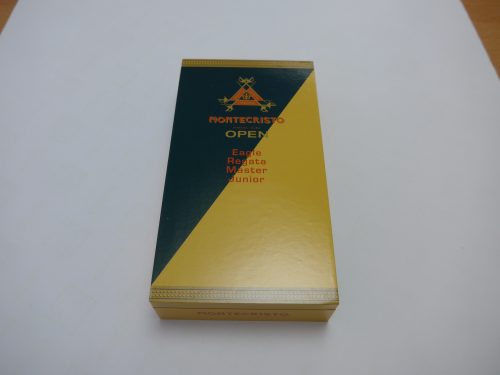 MONTECRISTO
OPEN
Eagle
Regata
Master
Junior
MONTECRISTO